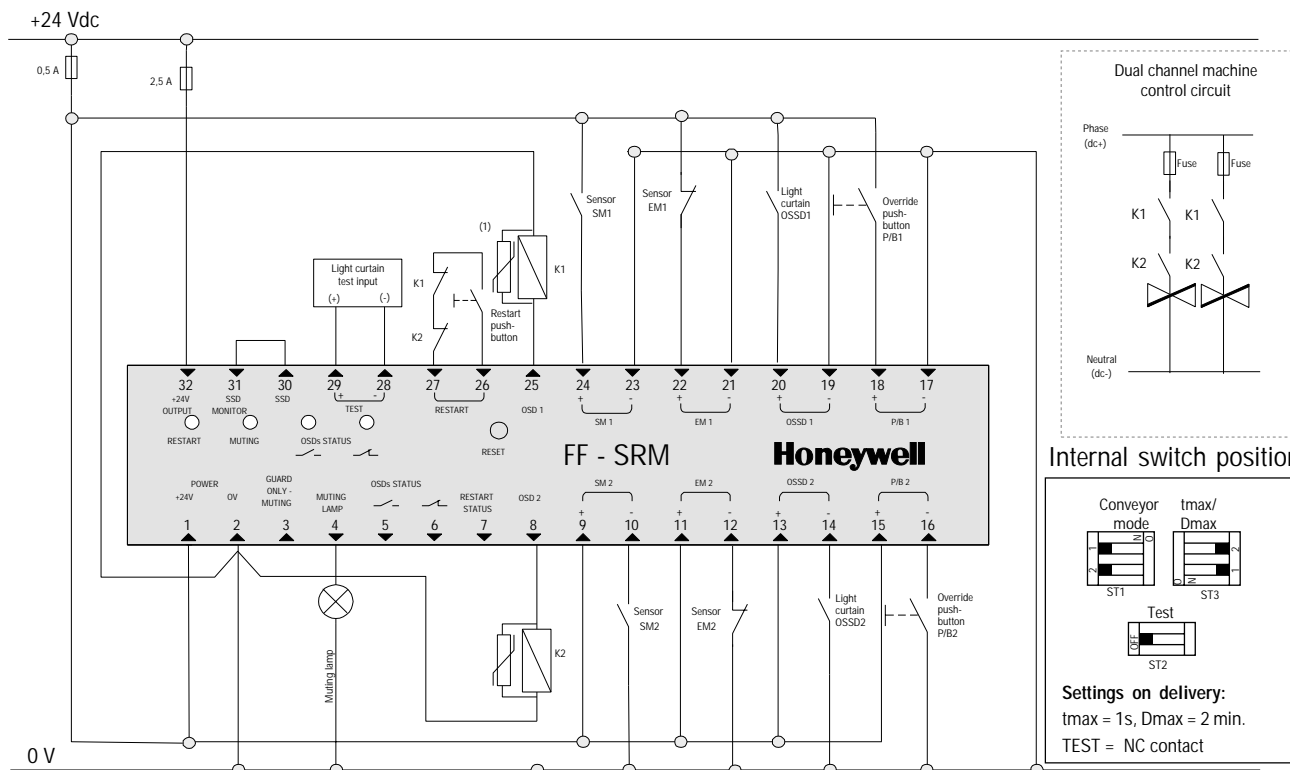 +24 Vdc
0,5 A
2,5 A
Dual channel machine
control circuit
Phase
(dc+)
Fuse
Fuse
K1
K1
K2
K2
Neutral
(dc-)
Sensor
SM1
Sensor
EM1
Light
curtain
OSSD1
Override
push-
button
P/B1
(1)
K1
Light curtain
test input
(+)
(-)
K1
K2
Restart
push-
button
32 31 30 29 28 27 26 25 24 23 22 21 20 19 18 17
+24V
OUTPUT
SSD
MONITOR
SSD
+ -
TEST
RESTART
OSD 1
+ -
SM 1
+ -
EM 1
+ -
OSSD 1
+ -
P/B 1
RESTART
MUTING
OSDs STATUS
RESET
FF - SRM
Honeywell
POWER
+24V
0V
GUARD
ONLY -
MUTING
MUTING
LAMP
OSDs STATUS
RESTART
STATUS
OSD 2
SM 2
+ -
EM 2
+ -
OSSD 2
+ -
P/B 2
+ -
1 2 3 4 5 6 7 8 9 10 11 12 13 14 15 16
Muting lamp
K2
Sensor
SM2
Sensor
EM2
Light
curtain
OSSD2
Override
push-
button
P/B2
0 V
Internal switch position
Conveyor
mode
tmax/
Dmax
1
2
N
O
ST1
2
1
O
N
ST3
Test
OFF
ST2
Settings on delivery:
tmax = 1s, Dmax = 2 min.
TEST = NC contact